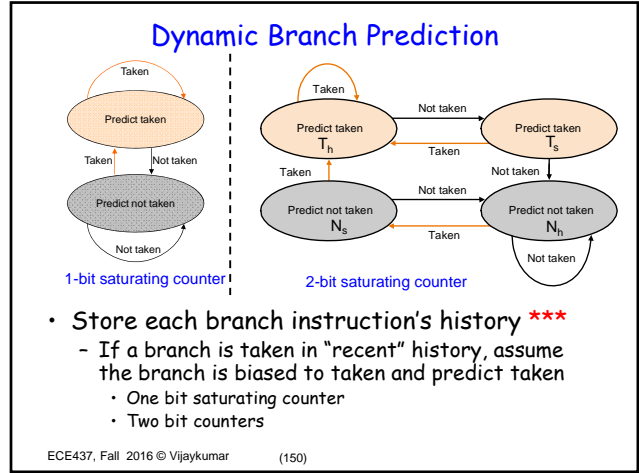 Dynamic Branch Prediction
Taken
Predict taken
Taken
Not taken
Predict not taken
Not taken
1-bit saturating counter
Taken
Not taken
Predict taken
T_h
Predict taken
T_s
Taken
Taken
Not taken
Not taken
Predict not taken
N_s
Predict not taken
N_h
Taken
Not taken
2-bit saturating counter
• Store each branch instruction's history ***
– If a branch is taken in "recent" history, assume
the branch is biased to taken and predict taken
• One bit saturating counter
• Two bit counters
ECE437, Fall 2016 © Vijaykumar (150)